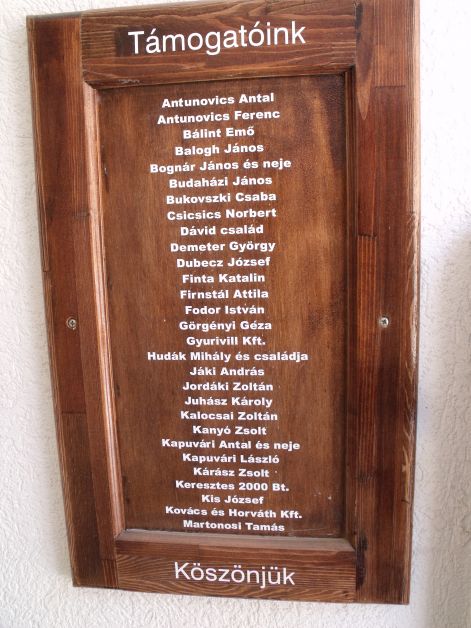 Támogatóink
Antunovics Antal
Antunovics Ferenc
Bálint Emő
Balogh János
Bognár János és neje
Budaházi János
Bukovszki Csaba
Csicsics Norbert
Dávid család
Demeter György
Dubecz József
Finta Katalin
Firnstál Attila
Fodor István
Görgényi Géza
Gyurivill Kft.
Hudák Mihály és családja
Jáki András
Jordáki Zoltán
Juhász Károly
Kalocsai Zoltán
Kanyó Zsolt
Kapuvári Antal és neje
Kapuvári László
Kárász Zsolt
Keresztes 2000 Bt.
Kis József
Kovács és Horváth Kft.
Martonosi Tamás
Köszönjük